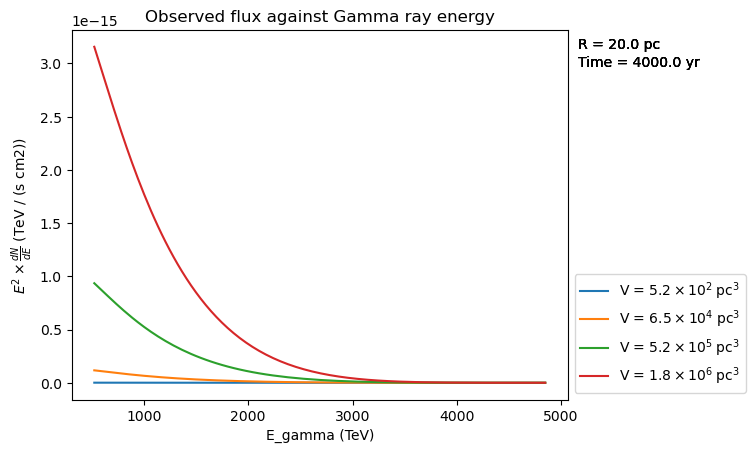 Observed flux against Gamma ray energy
1e−15
R = 20.0 pc
Time = 4000.0 yr
3.0
2.5
2.0
1.5
1.0
0.5
0.0
E² × dN/dE (TeV / (s cm2))
1000
2000
3000
4000
5000
E_gamma (TeV)
V = 5.2 × 10² pc³
V = 6.5 × 10⁴ pc³
V = 5.2 × 10⁵ pc³
V = 1.8 × 10⁶ pc³